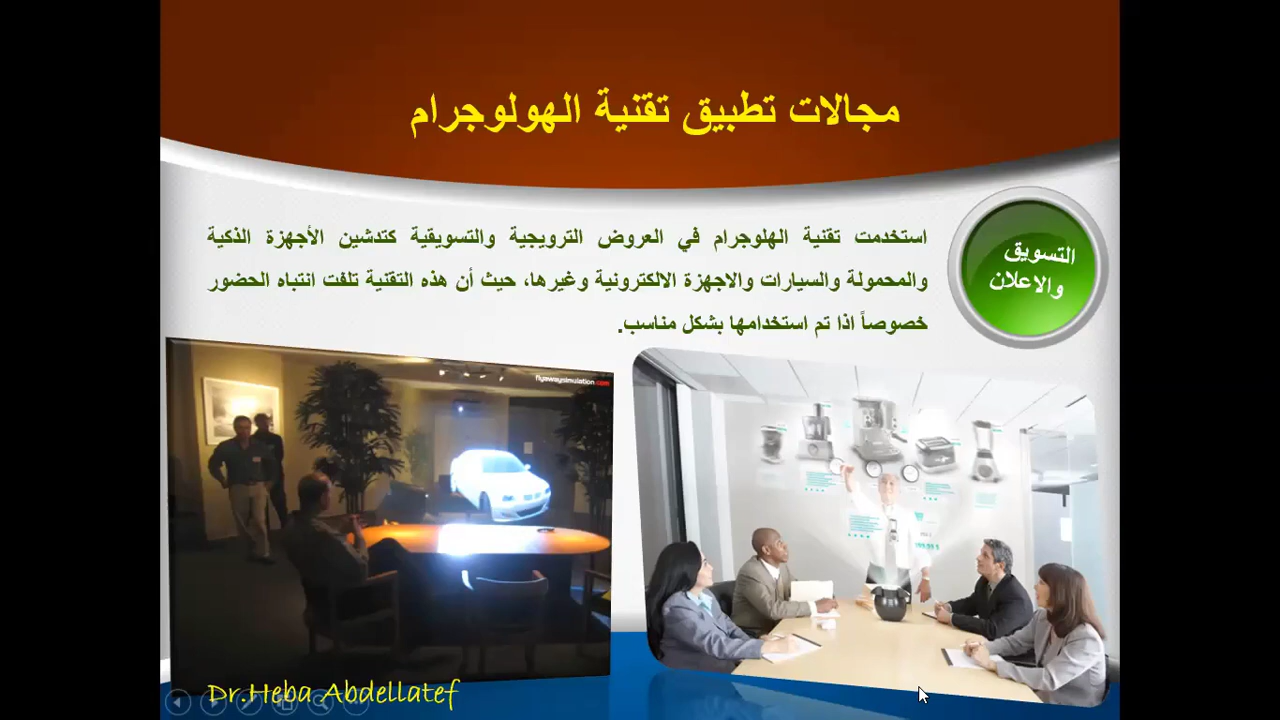 مجالات تطبيق تقنية الهولوجرام
التسويق
والاعلان
استخدمت تقنية الهلوجرام في العروض الترويجية والتسويقية كتدشين الأجهزة الذكية
والمحمولة والسيارات والاجهزة الالكترونية وغيرها، حيث أن هذه التقنية تلفت انتباه الحضور
خصوصاً اذا تم استخدامها بشكل مناسب.
flyawaysimulation.com
Dr.Heba Abdellatef